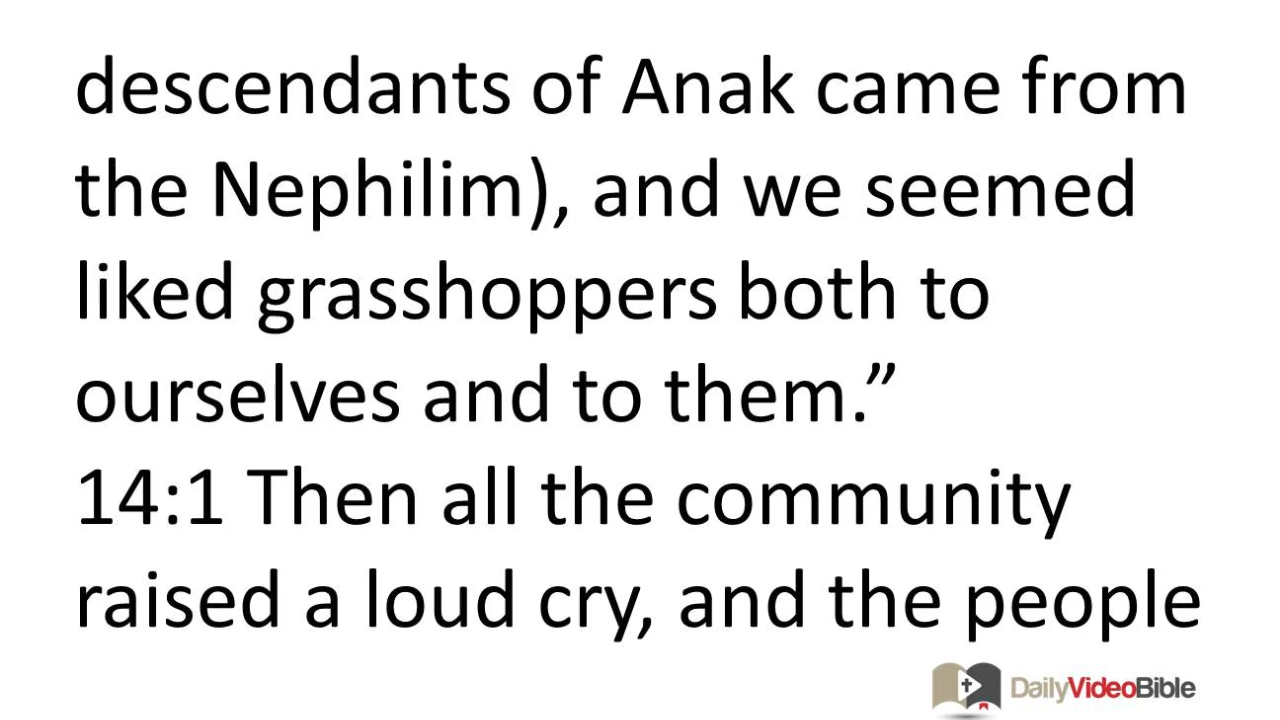 descendants of Anak came from
the Nephilim), and we seemed
liked grasshoppers both to
ourselves and to them.”
14:1 Then all the community
raised a loud cry, and the people
DailyVideoBible